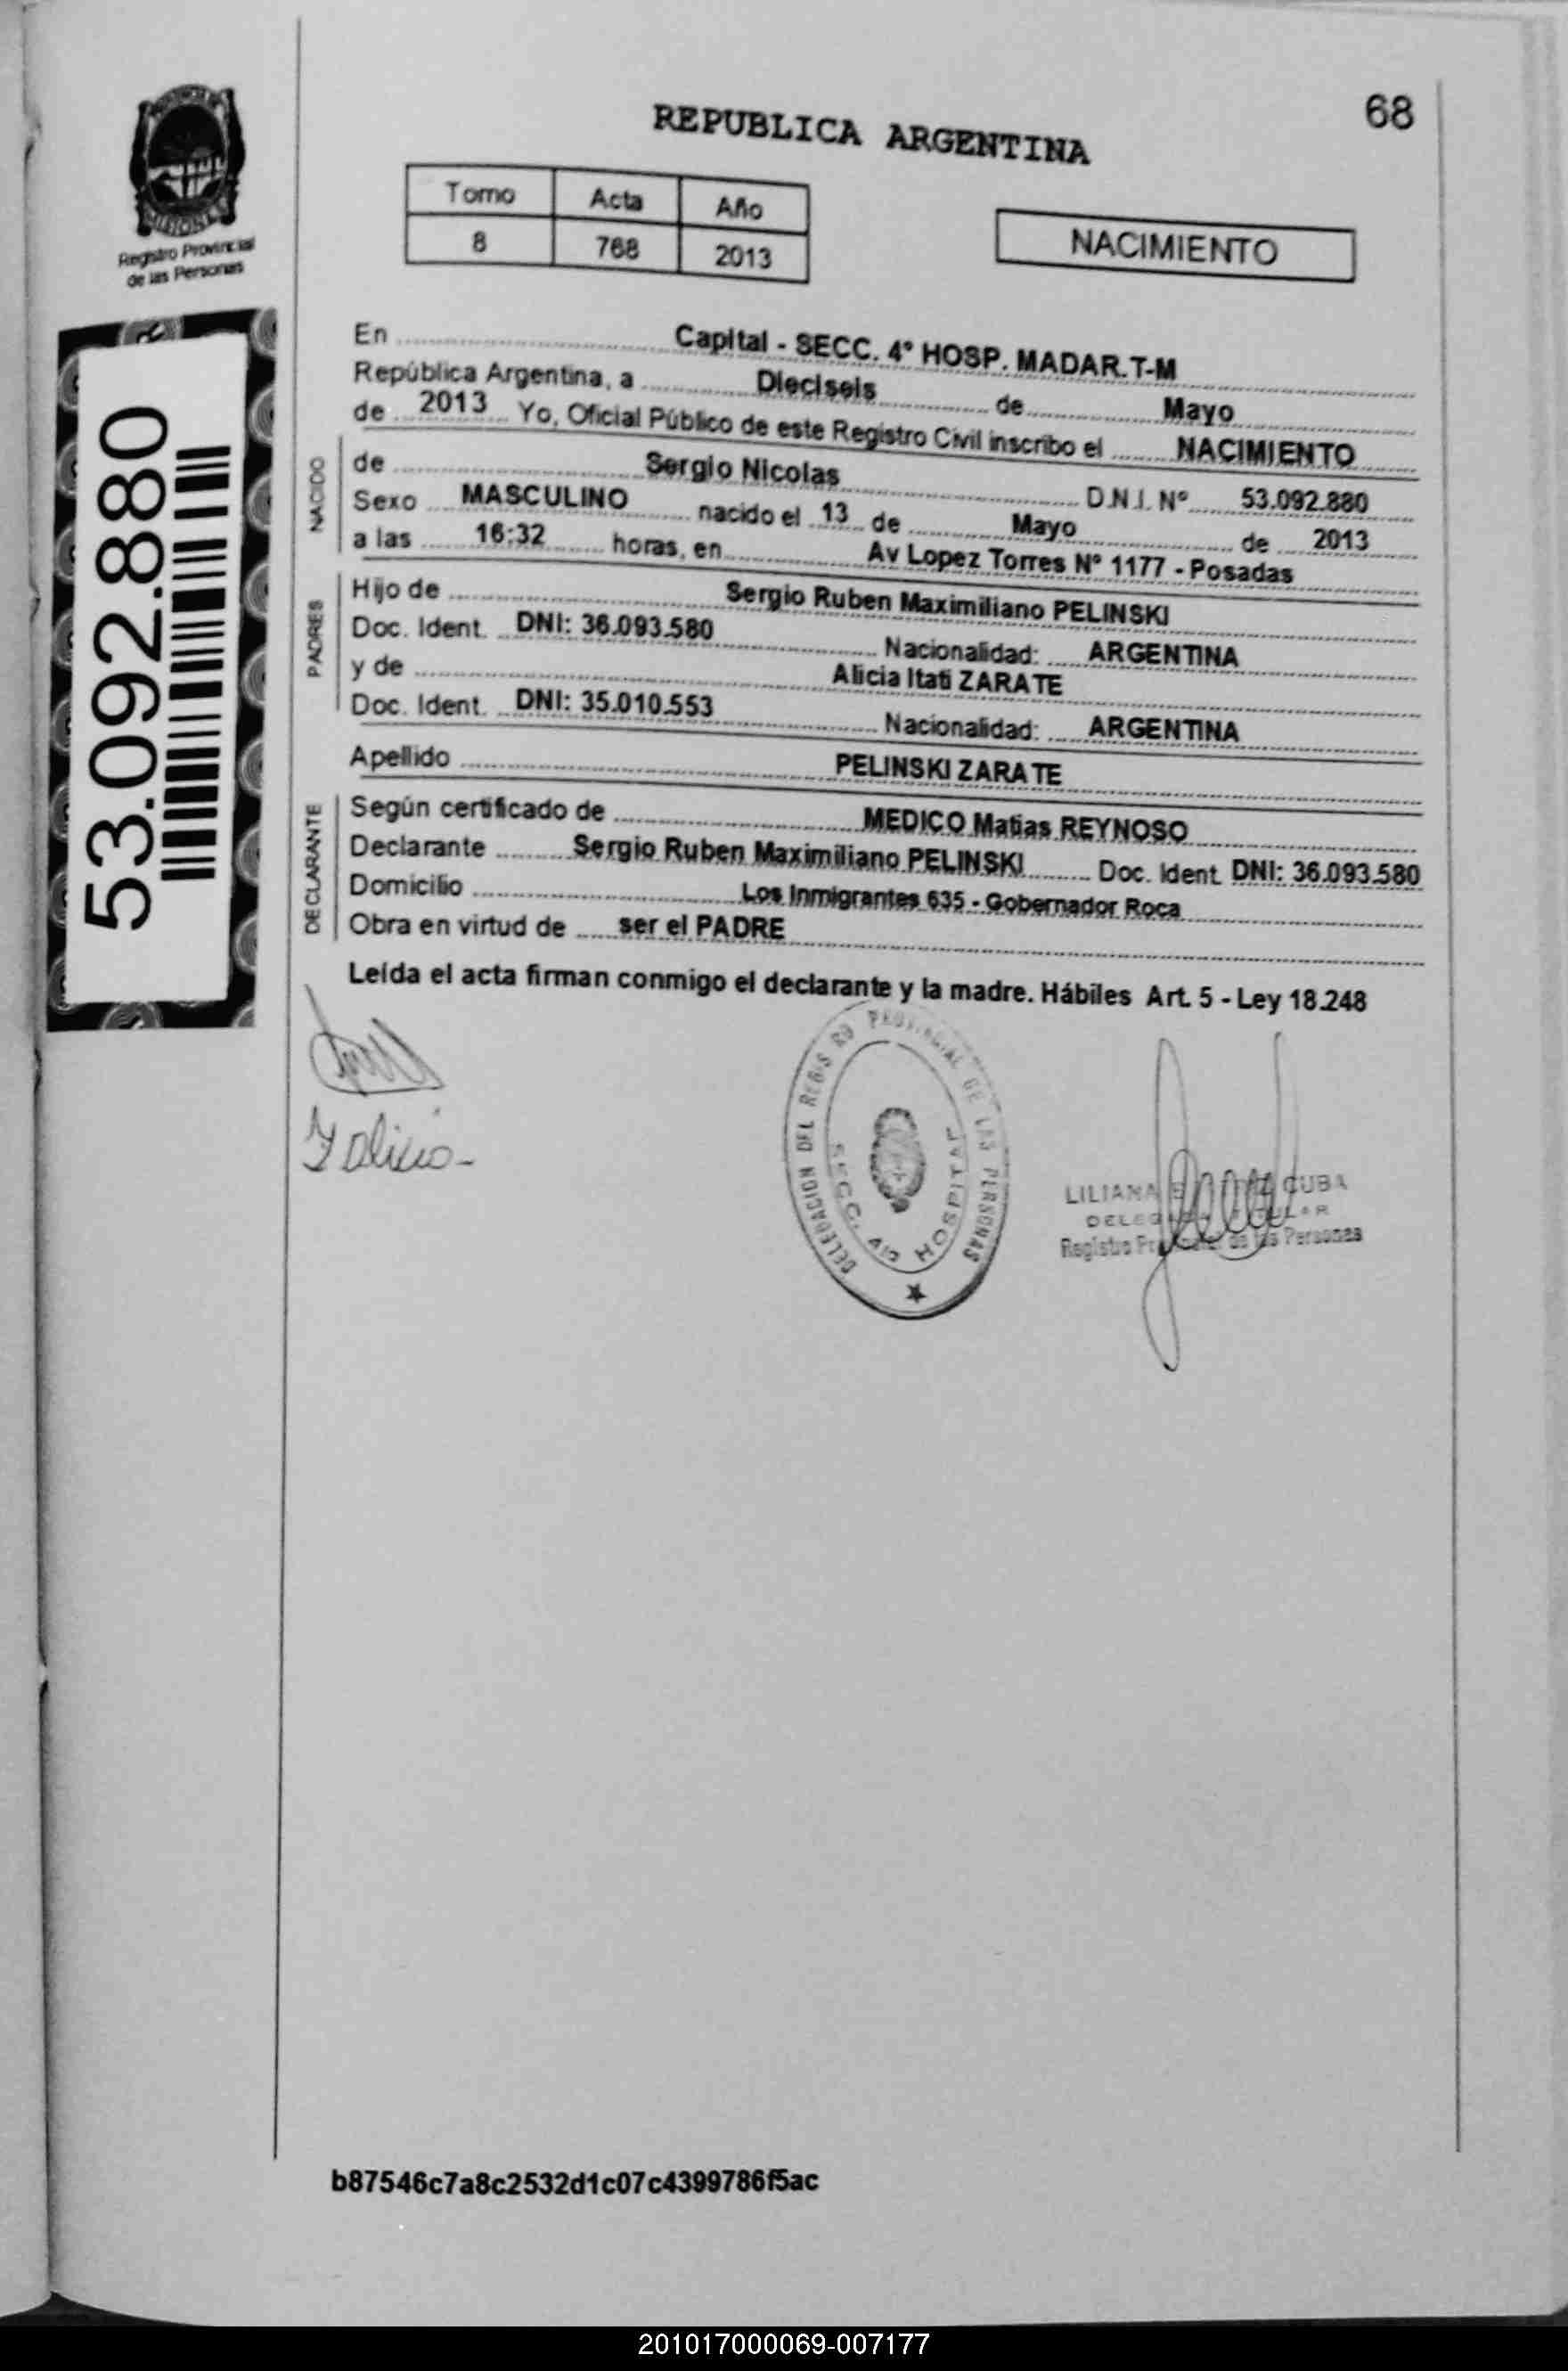 68
REPUBLICA ARGENTINA
Tomo Acta Año
8 768 2013
NACIMIENTO
Registro Provincial
de las Personas
53.092.880
En Capital - SECC. 4° HOSP. MADAR.T-M
República Argentina, a Dieciseis de Mayo
de 2013 Yo, Oficial Público de este Registro Civil inscribo el NACIMIENTO
NACIDO
de Sergio Nicolas D.N.I. N° 53.092.880
Sexo MASCULINO nacido el 13 de Mayo de 2013
a las 16:32 horas, en Av Lopez Torres N° 1177 - Posadas
PADRES
Hijo de Sergio Ruben Maximiliano PELINSKI
Doc. Ident. DNI: 36.093.580 Nacionalidad: ARGENTINA
y de Alicia Itati ZARATE
Doc. Ident. DNI: 35.010.553 Nacionalidad: ARGENTINA
Apellido PELINSKI ZARATE
DECLARANTE
Según certificado de MEDICO Matias REYNOSO
Declarante Sergio Ruben Maximiliano PELINSKI Doc. Ident. DNI: 36.093.580
Domicilio Los Inmigrantes 635 - Gobernador Roca
Obra en virtud de ser el PADRE
Leída el acta firman conmigo el declarante y la madre. Hábiles Art. 5 - Ley 18.248
DELEGACION DEL REGISTRO PROVINCIAL DE LAS PERSONAS
SECC. 4ta HOSPITAL
LILIANA CUBA
Registro Provincial de las Personas
b87546c7a8c2532d1c07c4399786f5ac
201017000069-007177